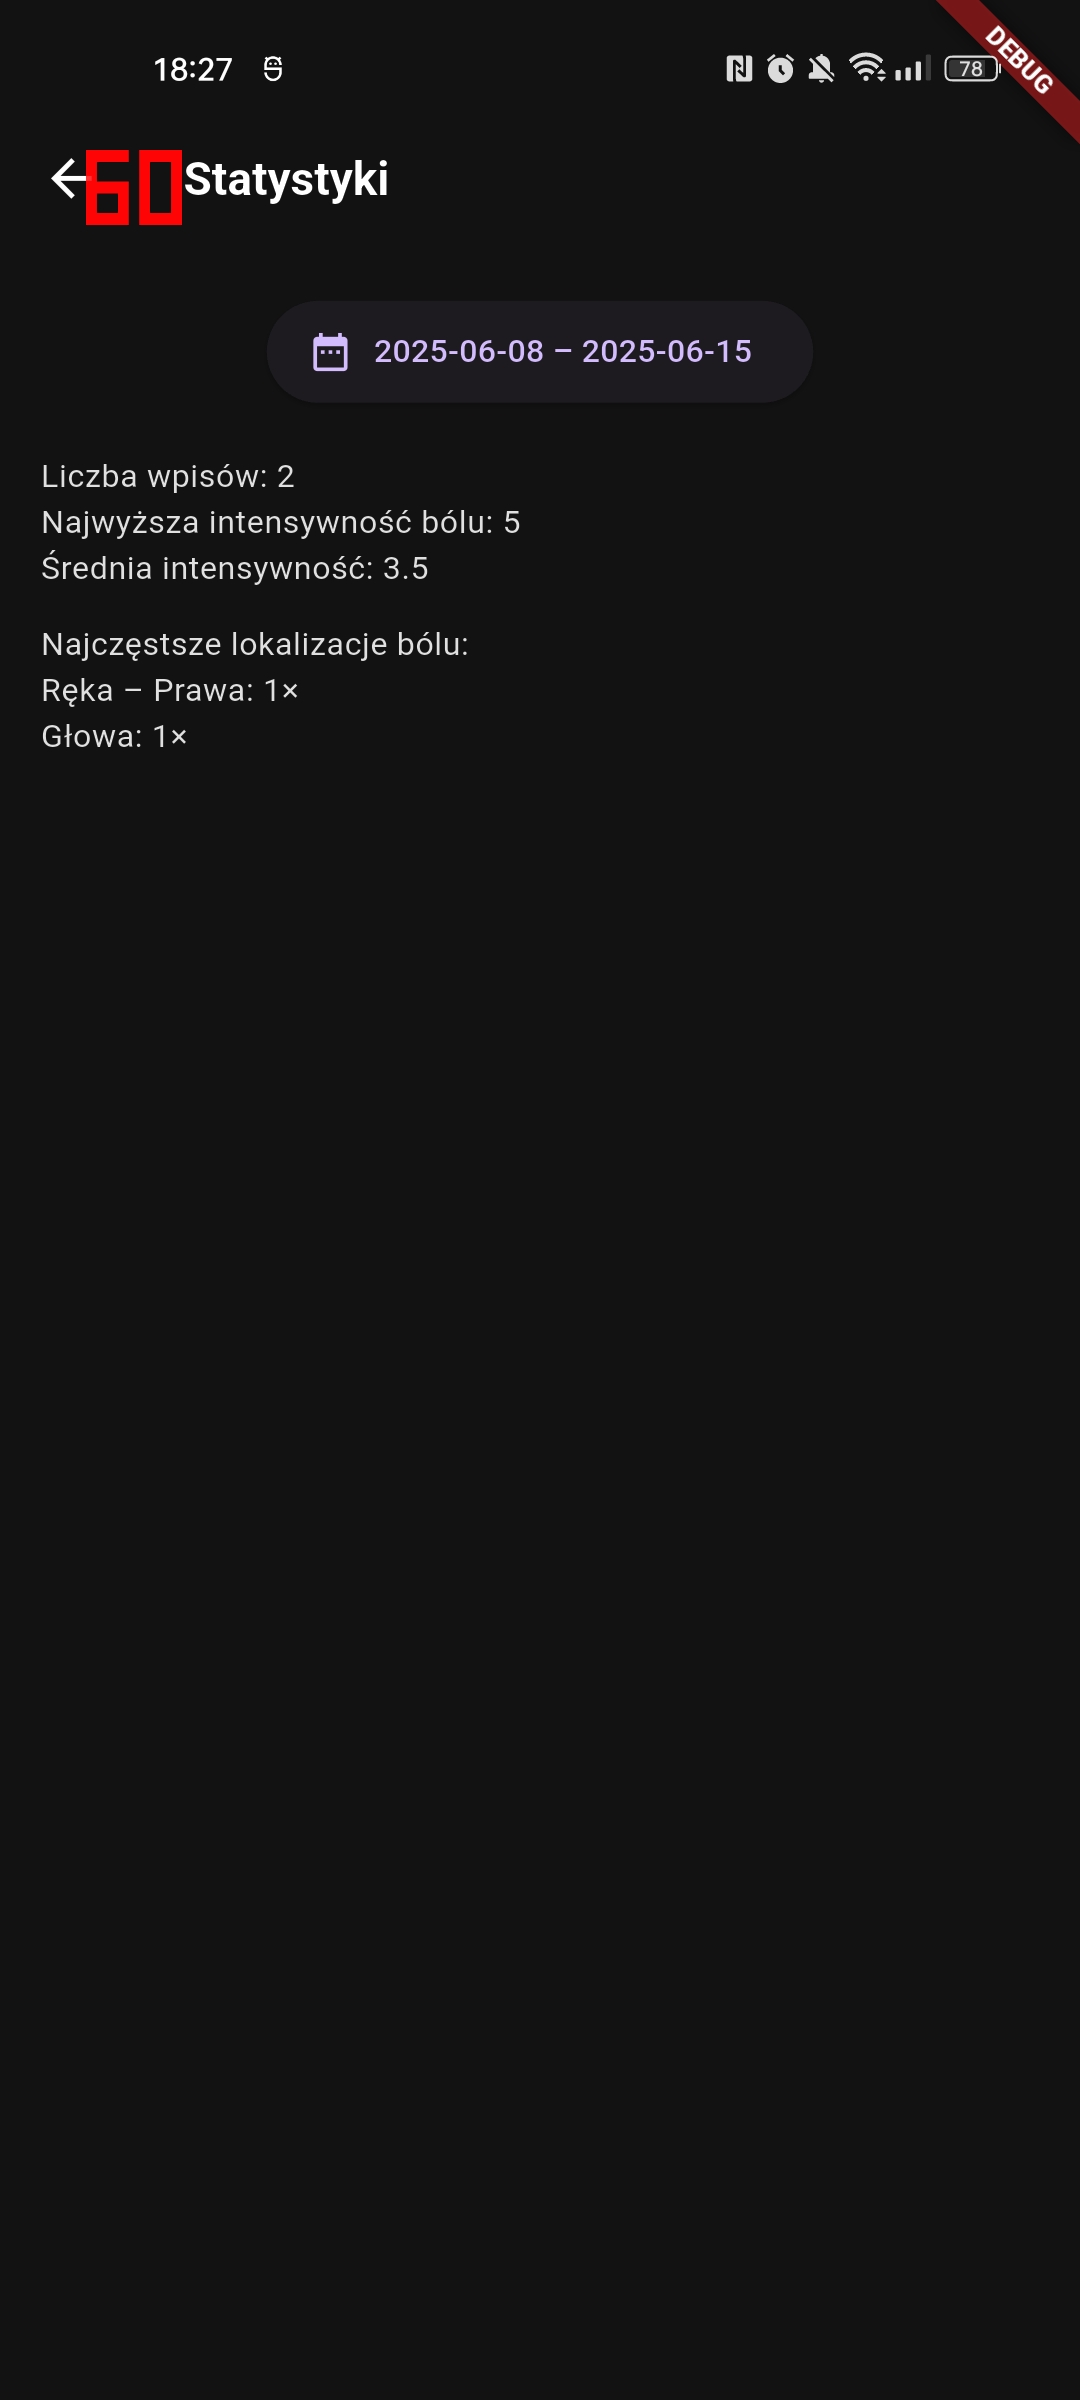 18:27
78
DEBUG
60
Statystyki
2025-06-08 – 2025-06-15
Liczba wpisów: 2
Najwyższa intensywność bólu: 5
Średnia intensywność: 3.5
Najczęstsze lokalizacje bólu:
Ręka – Prawa: 1×
Głowa: 1×